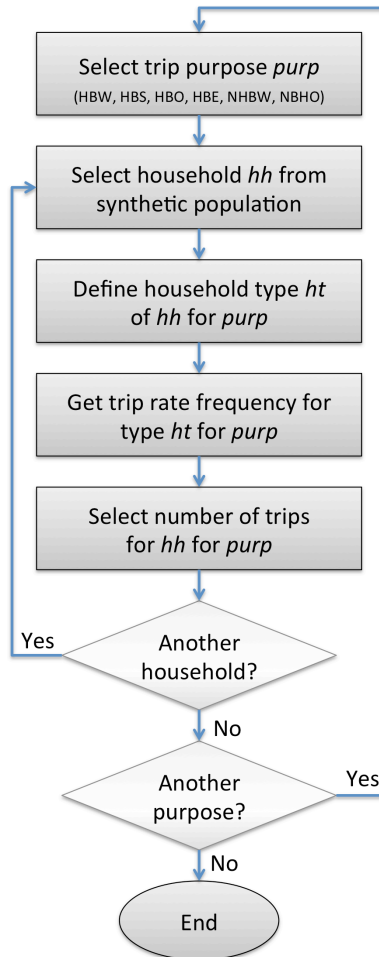 Select trip purpose purp
(HBW, HBS, HBO, HBE, NHBW, NBHO)
Select household hh from
synthetic population
Define household type ht
of hh for purp
Get trip rate frequency for
type ht for purp
Select number of trips
for hh for purp
Yes
Another
household?
No
Another
purpose?
Yes
No
End